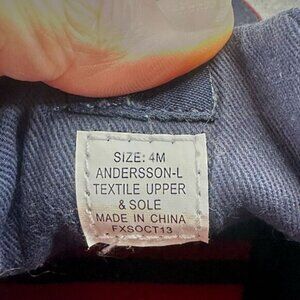 SIZE: 4M
ANDERSSON-L
TEXTILE UPPER
& SOLE
MADE IN CHINA
FXSOCT13